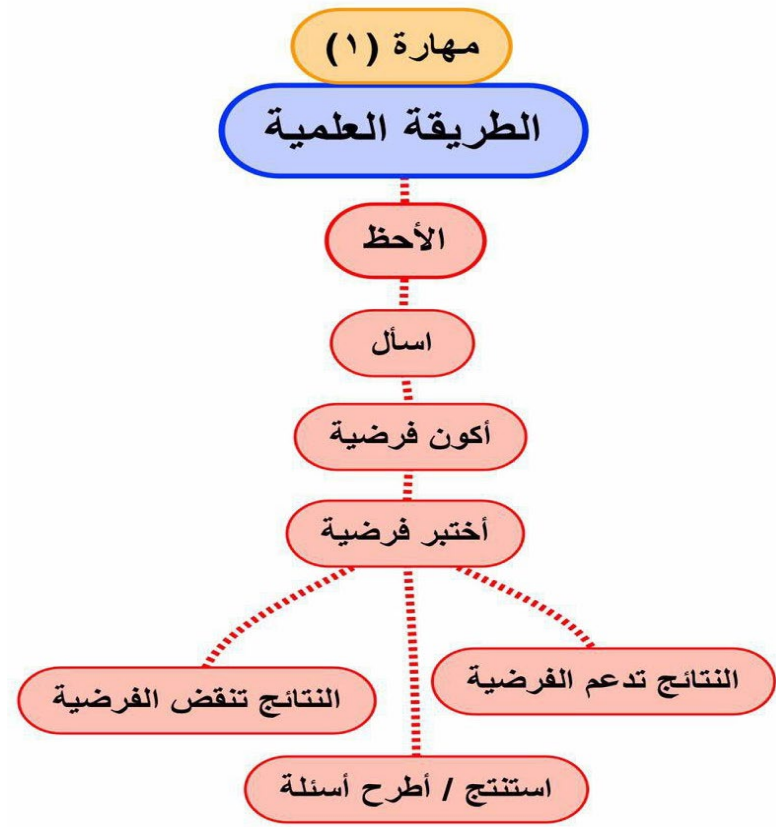 مهارة (١)
الطريقة العلمية
الأحظ
اسأل
أكون فرضية
أختبر فرضية
النتائج تدعم الفرضية
النتائج تنقض الفرضية
استنتج / أطرح أسئلة